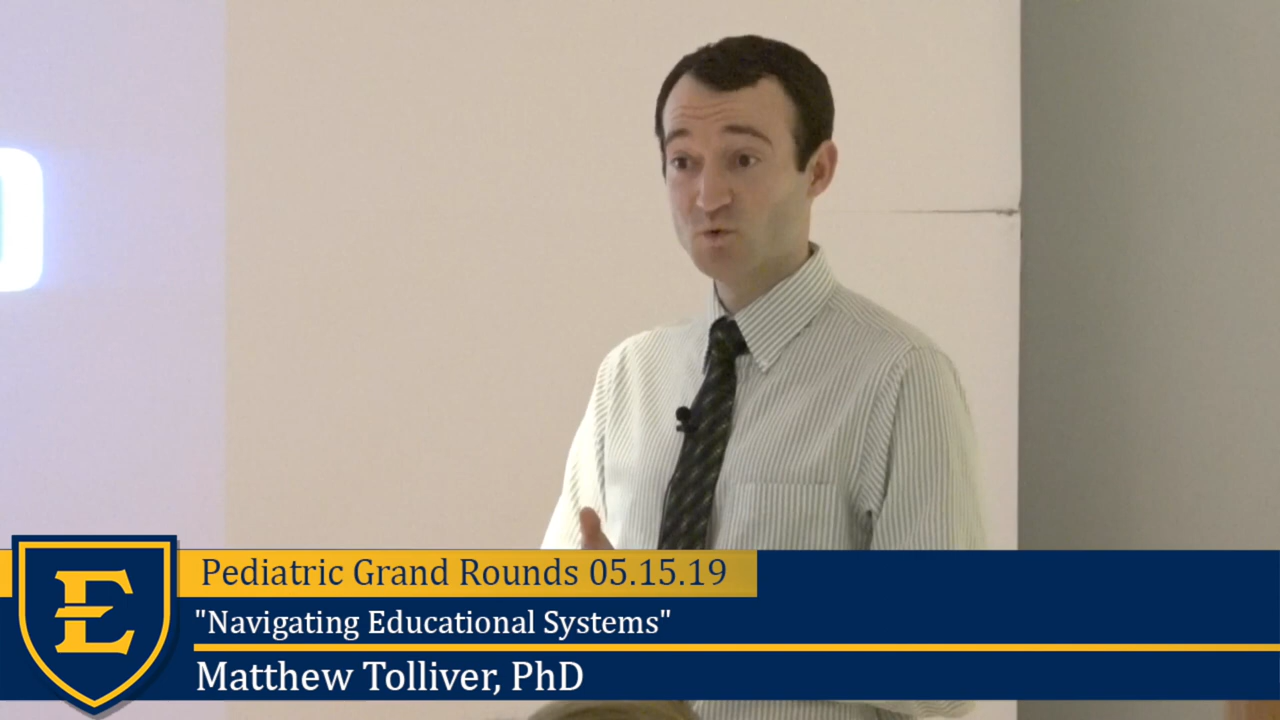 Pediatric Grand Rounds 05.15.19
"Navigating Educational Systems"
E
Matthew Tolliver, PhD